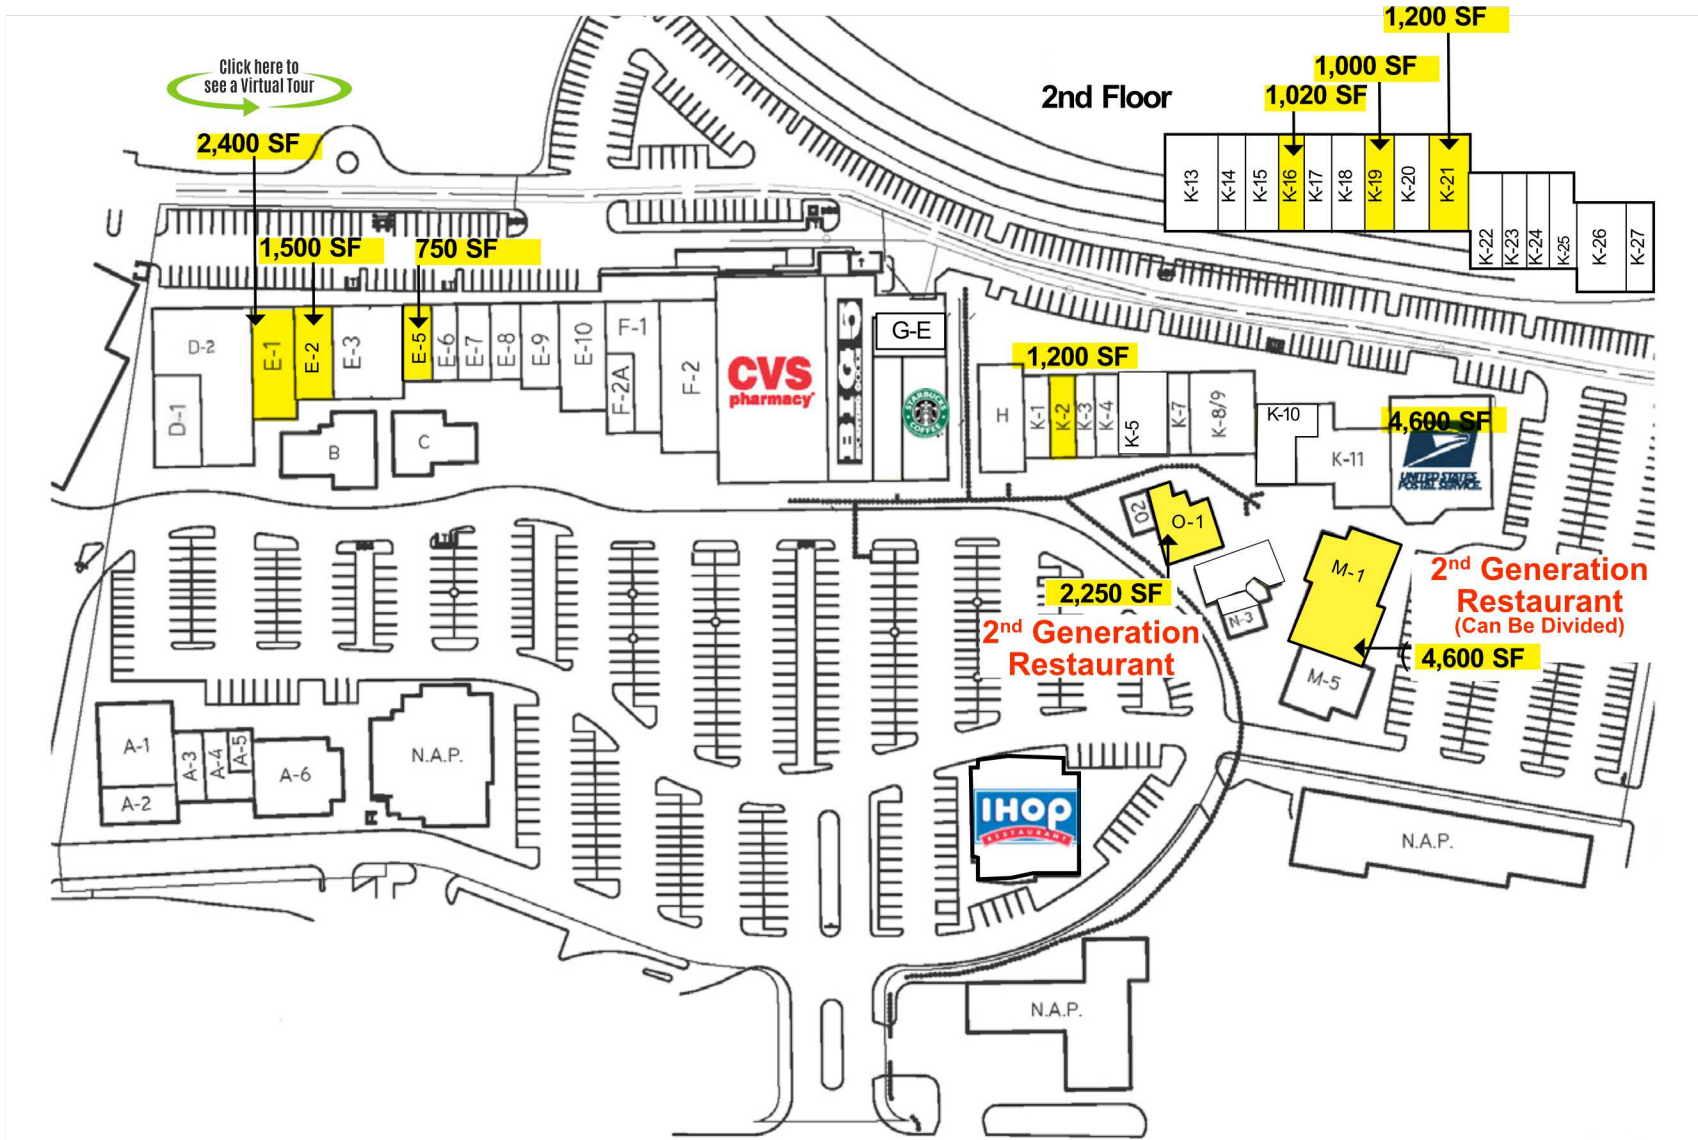 1,200 SF
Click here to
see a Virtual Tour
1,000 SF
2nd Floor
1,020 SF
2,400 SF
K-13
K-14
K-15
K-16
K-17
K-18
K-19
K-20
K-21
K-22
K-23
K-24
K-25
K-26
K-27
1,500 SF
750 SF
D-2
D-1
E-1
E-2
E-3
E-5
E-6
E-7
E-8
E-9
E-10
F-1
F-2A
F-2
CVS
pharmacy
G-E
STARBUCKS
COFFEE
1,200 SF
H
K-1
K-2
K-3
K-4
K-5
K-7
K-8/9
K-10
K-11
4,600 SF
UNITED STATES
POSTAL SERVICE
B
C
O2
O-1
2,250 SF
2nd Generation
Restaurant
N-3
M-1
2nd Generation
Restaurant
(Can Be Divided)
4,600 SF
M-5
A-1
A-2
A-3
A-4
A-5
A-6
N.A.P.
IHOP
RESTAURANT
N.A.P.
N.A.P.